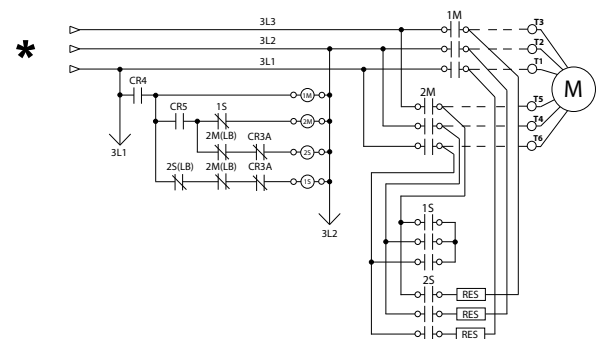 *
1M
3L3
T3
3L2
T2
3L1
T1
M
CR4
2M
1M
T5
CR5
1S
2M
T4
2M(LB)
CR3A
2S
T6
3L1
2S(LB)
2M(LB)
CR3A
1S
3L2
1S
2S
RES
RES
RES